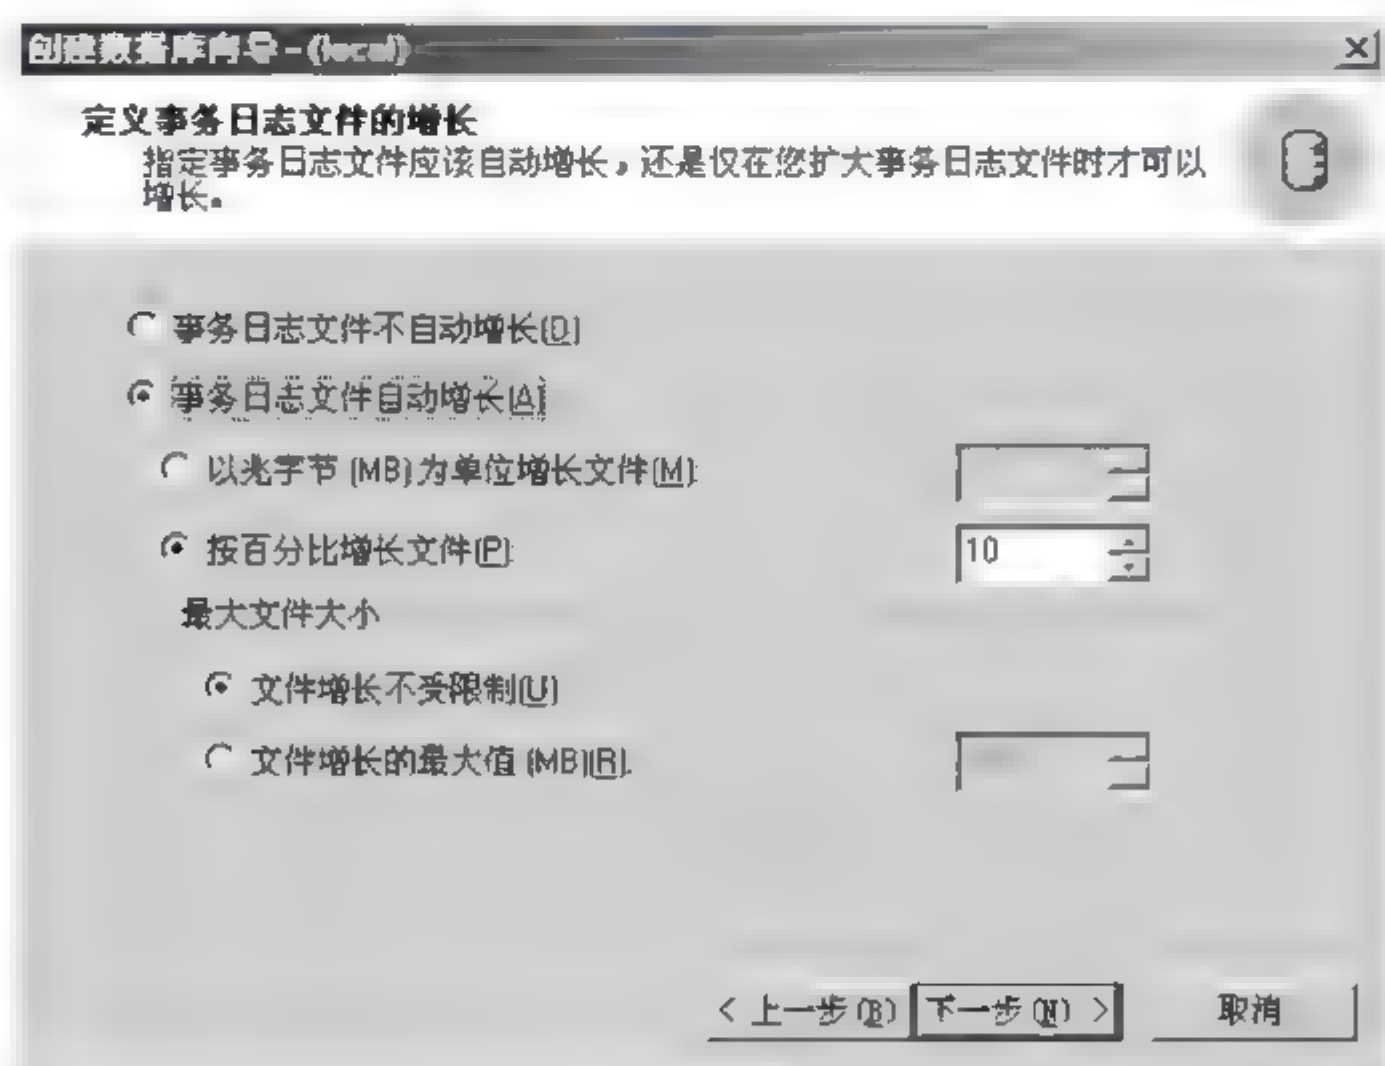 创建数据库向导 - (local)
定义事务日志文件的增长
指定事务日志文件应该自动增长，还是仅在您扩大事务日志文件时才可以
增长。
事务日志文件不自动增长(D)
事务日志文件自动增长(A)
以兆字节 (MB) 为单位增长文件(M):
按百分比增长文件(P): 10
最大文件大小
文件增长不受限制(U)
文件增长的最大值 (MB)(R):
< 上一步(B) 下一步(N) > 取消